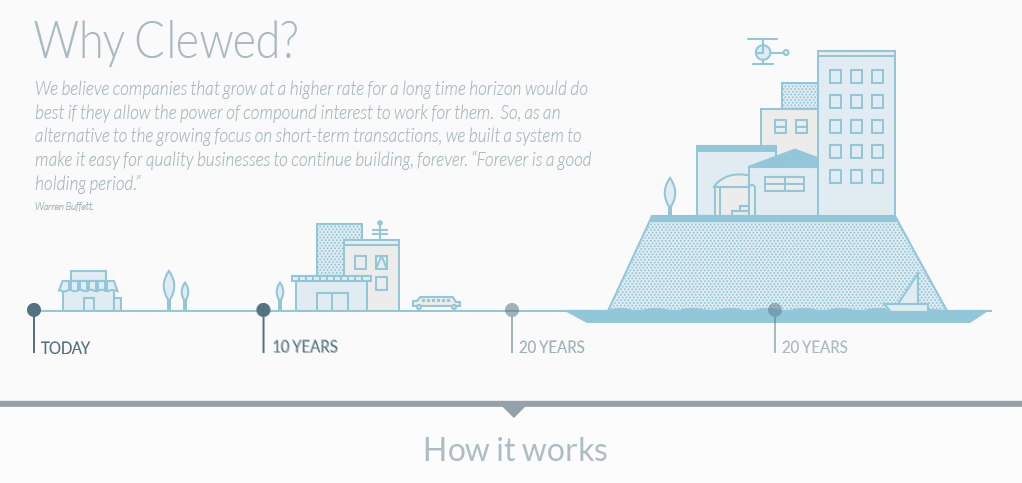 Why Clewed?
We believe companies that grow at a higher rate for a long time horizon would do
best if they allow the power of compound interest to work for them.  So, as an
alternative to the growing focus on short-term transactions, we built a system to
make it easy for quality businesses to continue building, forever. “Forever is a good
holding period.”
Warren Buffett.
TODAY
10 YEARS
20 YEARS
20 YEARS
How it works